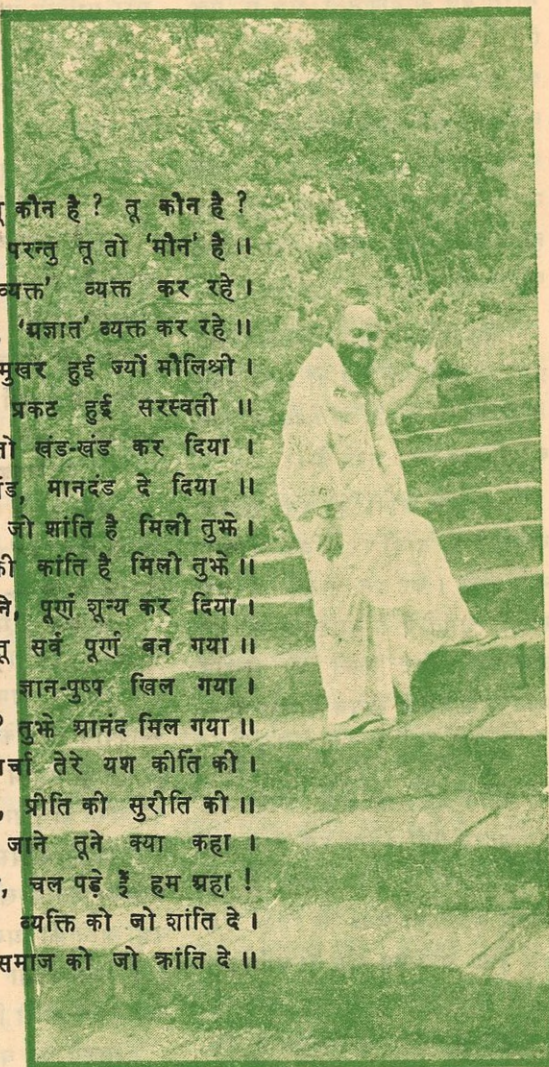 कौन है ? तू कौन है ?
परन्तु तू तो 'मौन' है ॥
व्यक्त' व्यक्त कर रहे ।
'अज्ञात' व्यक्त कर रहे ॥
मुखर हुई ज्यों मौलिश्री ।
प्रकट हुई सरस्वती ॥
खंड-खंड कर दिया ।
मानदंड दे दिया ॥
जो शांति है मिली तुझे ।
की कांति है मिली तुझे ॥
पूर्ण शून्य कर दिया ।
सर्व पूर्ण बन गया ॥
ज्ञान-पुष्प खिल गया ।
तुझे आनंद मिल गया ॥
तेरे यश कीर्ति की ।
प्रीति की सुरीति की ॥
जाने तूने क्या कहा ।
चल पड़े हैं हम अहा !
व्यक्ति को जो शांति दे ।
समाज को जो क्रांति दे ॥